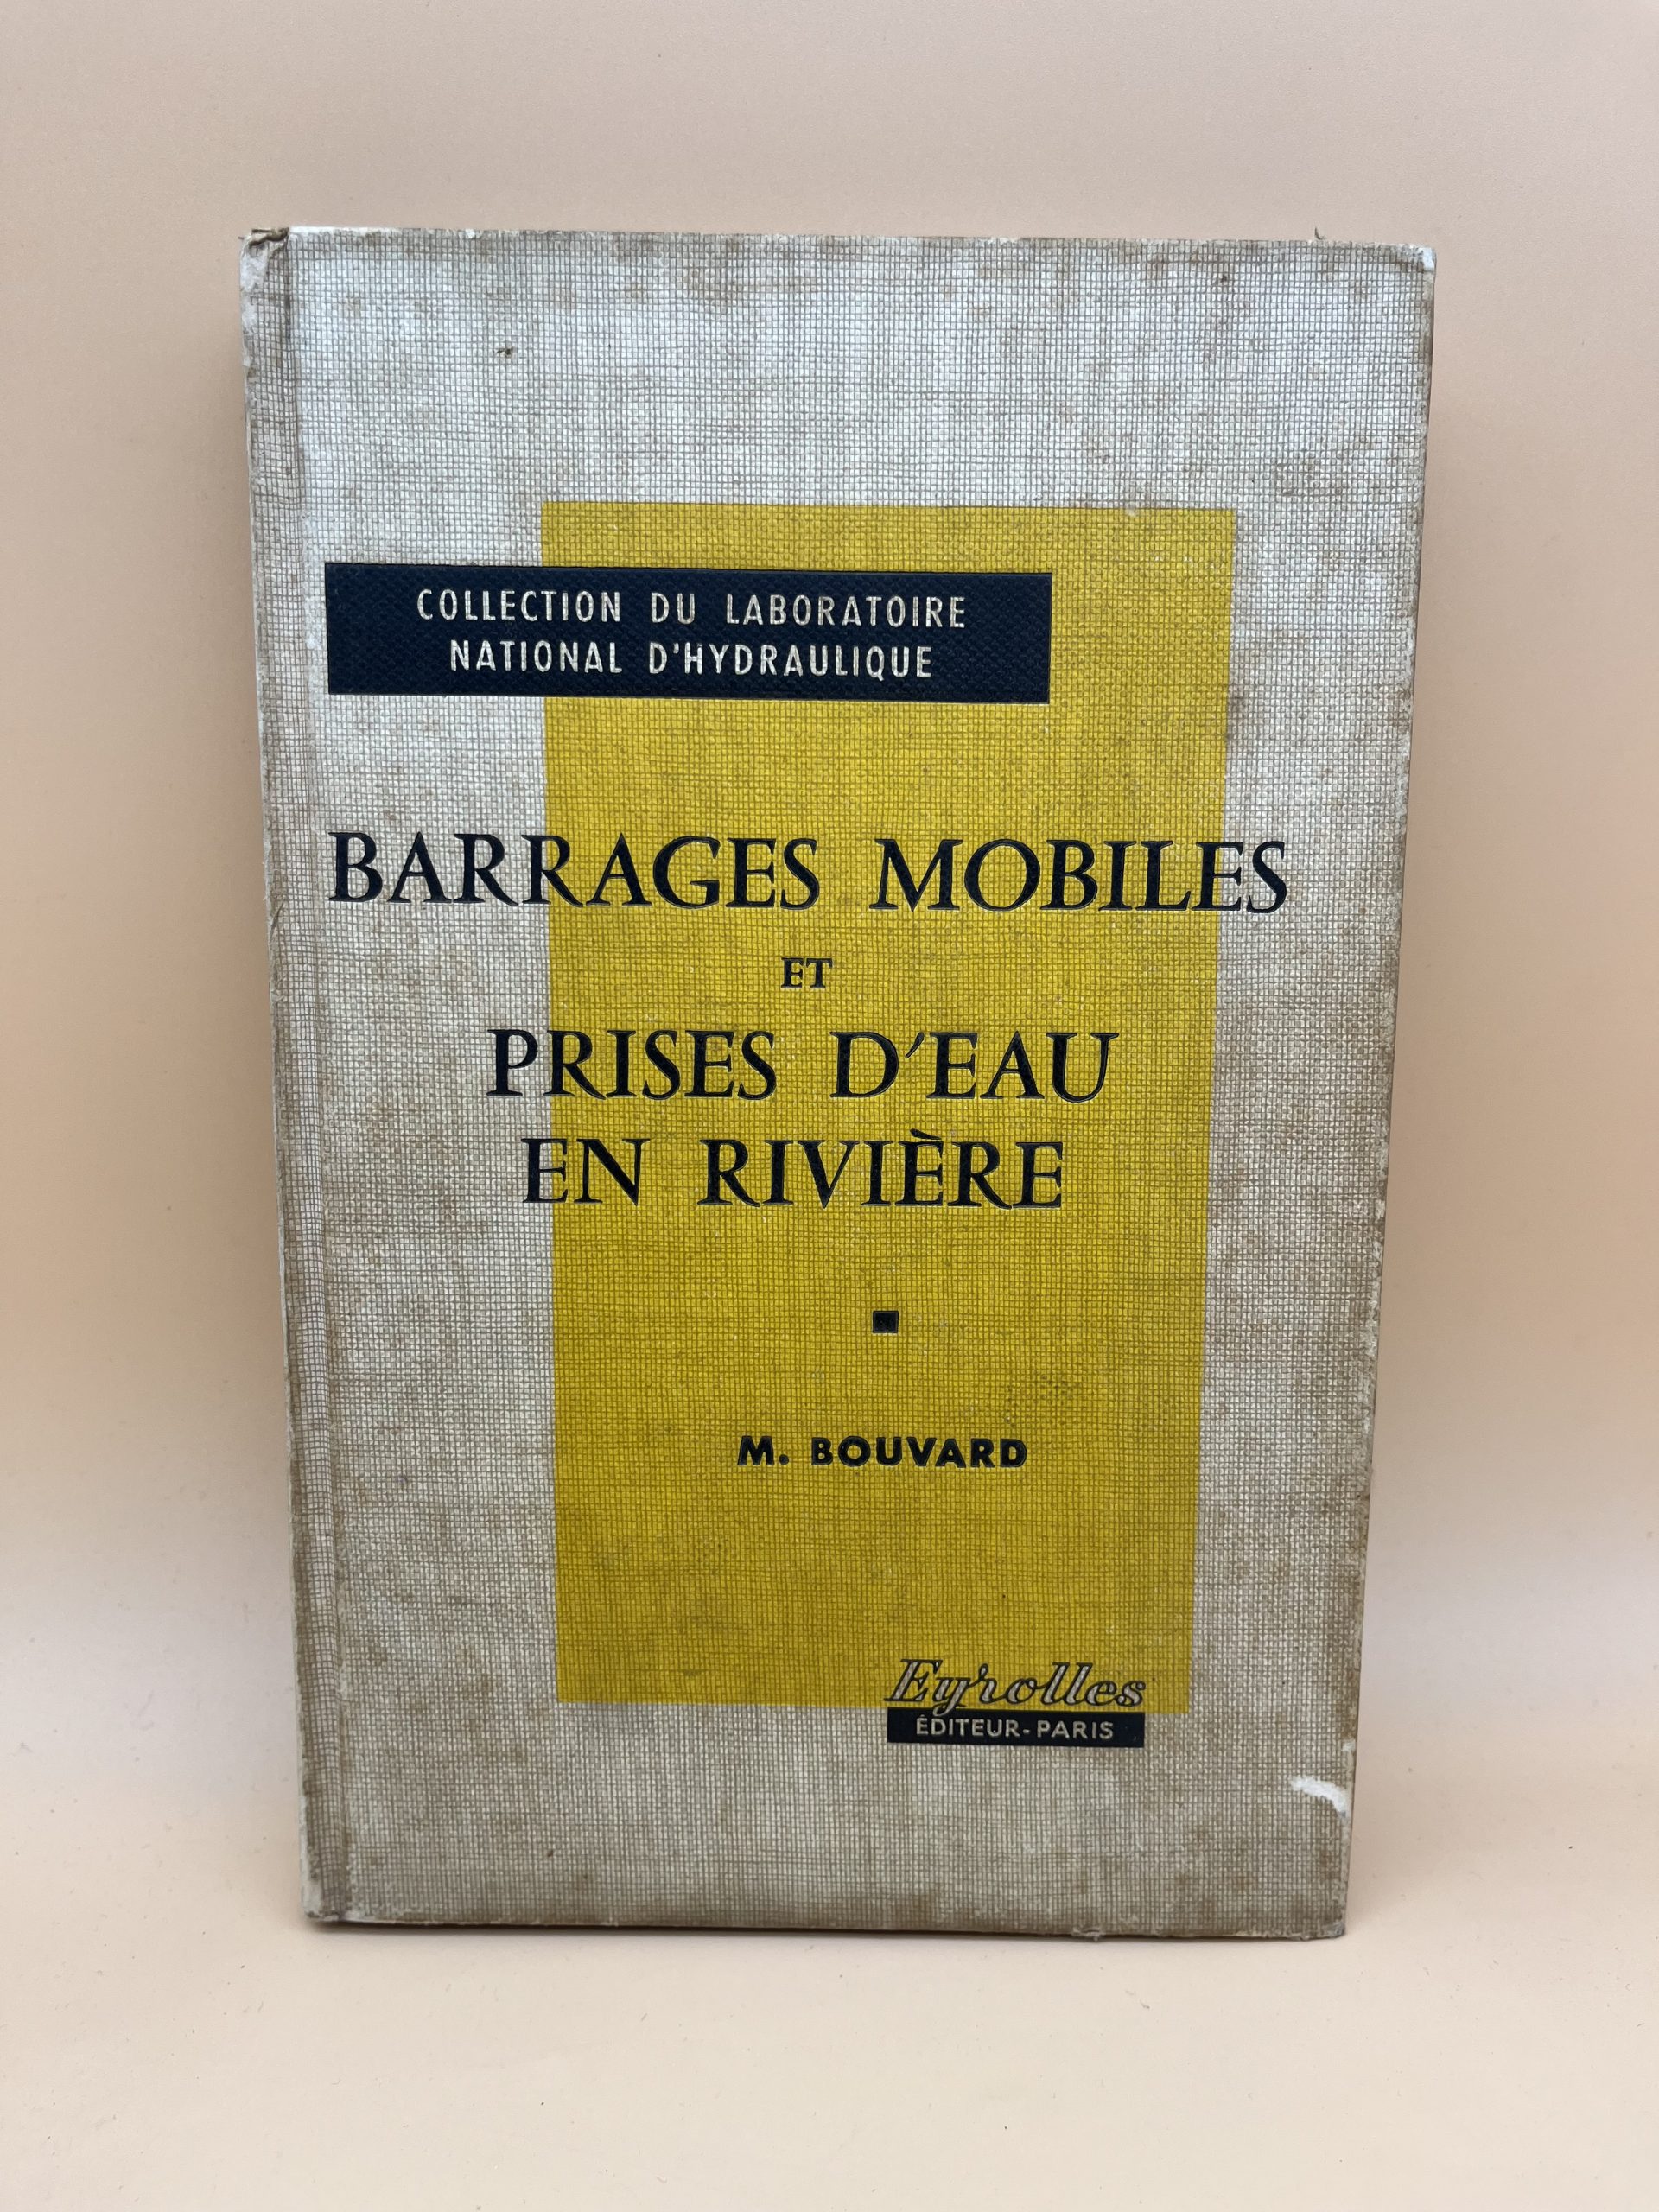 COLLECTION DU LABORATOIRE
NATIONAL D'HYDRAULIQUE
BARRAGES MOBILES
ET
PRISES D'EAU
EN RIVIÈRE
M. BOUVARD
Eyrolles
ÉDITEUR-PARIS